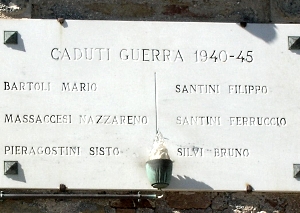 CADUTI GUERRA 1940-45
BARTOLI MARIO
MASSACCESI NAZZARENO
PIERAGOSTINI SISTO
SANTINI FILIPPO
SANTINI FERRUCCIO
SILVI BRUNO